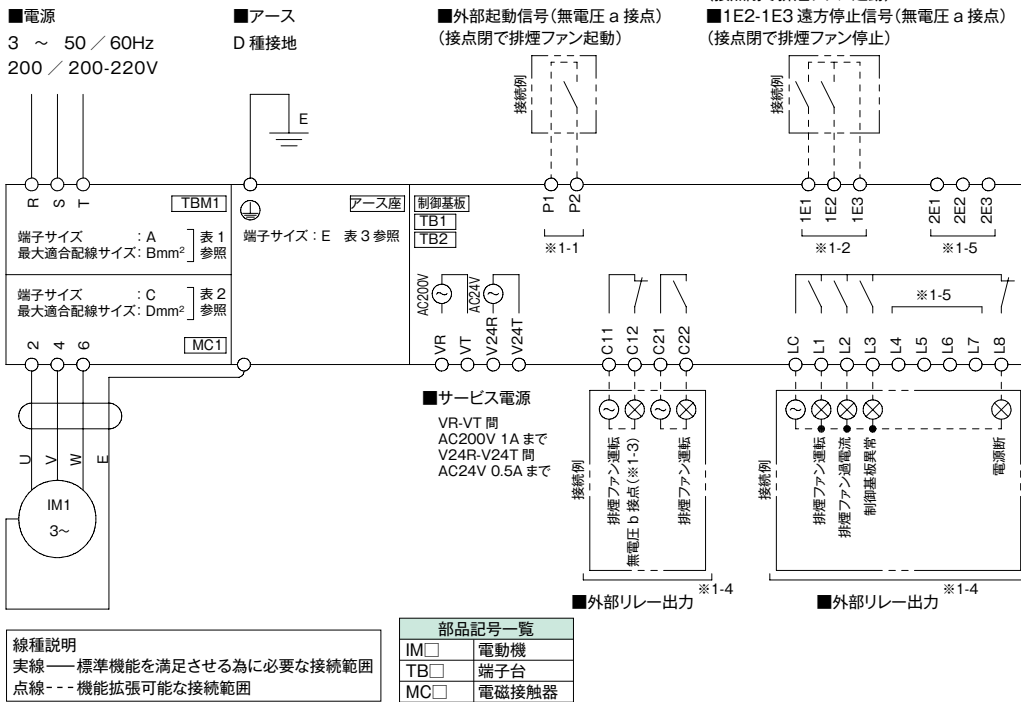 ■電源
3 ～ 50／60Hz
200／200-220V
■アース
D 種接地
■外部起動信号(無電圧 a 接点)
(接点閉で排煙ファン起動)
■1E2-1E3 遠方停止信号(無電圧 a 接点)
(接点閉で排煙ファン停止)
接続例
接続例
E
R
S
T
TBM1
アース座
制御基板
TB1
TB2
P1
P2
※1-1
1E1
1E2
1E3
※1-2
2E1
2E2
2E3
※1-5
端子サイズ : A
最大適合配線サイズ: Bmm²
表 1
参照
端子サイズ：E 表 3 参照
端子サイズ : C
最大適合配線サイズ: Dmm²
表 2
参照
2
4
6
MC1
AC200V
AC24V
VR
VT
V24R
V24T
C11
C12
C21
C22
※1-5
LC
L1
L2
L3
L4
L5
L6
L7
L8
■サービス電源
VR-VT 間
AC200V 1A まで
V24R-V24T 間
AC24V 0.5A まで
U
V
W
E
IM1
3~
接続例
排煙ファン運転
無電圧 b 接点(※1-3)
排煙ファン運転
※1-4
■外部リレー出力
接続例
排煙ファン運転
排煙ファン過電流
制御基板異常
電源断
※1-4
■外部リレー出力
線種説明
実線——標準機能を満足させる為に必要な接続範囲
点線---機能拡張可能な接続範囲
部品記号一覧
IM□ 電動機
TB□ 端子台
MC□ 電磁接触器